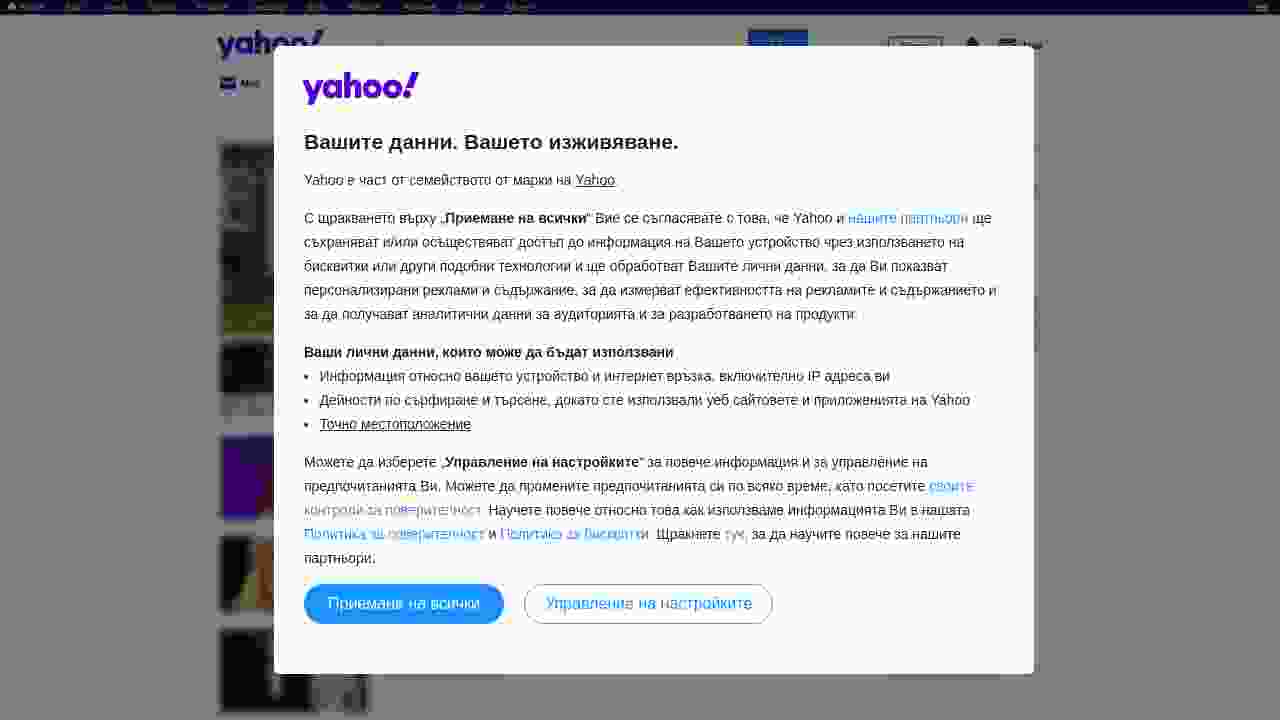 yahoo!
Вашите данни. Вашето изживяване.
Yahoo е част от семейството от марки на Yahoo.
С щракването върху „Приемане на всички“ Вие се съгласявате с това, че Yahoo и нашите партньори ще
съхраняват и/или осъществяват достъп до информация на Вашето устройство чрез използването на
бисквитки или други подобни технологии и ще обработват Вашите лични данни, за да Ви показват
персонализирани реклами и съдържание, за да измерват ефективността на рекламите и съдържанието и
за да получават аналитични данни за аудиторията и за разработването на продукти.
Ваши лични данни, които може да бъдат използвани
• Информация относно вашето устройство и интернет връзка, включително IP адреса ви
• Дейности по сърфиране и търсене, докато сте използвали уеб сайтовете и приложенията на Yahoo
• Точно местоположение
Можете да изберете „Управление на настройките“ за повече информация и за управление на
предпочитанията Ви. Можете да промените предпочитанията си по всяко време, като посетите своите
контроли за поверителност. Научете повече относно това как използваме информацията Ви в нашата
Политика за поверителност и Политика за бисквитки. Щракнете тук, за да научите повече за нашите
партньори.
Приемане на всички
Управление на настройките